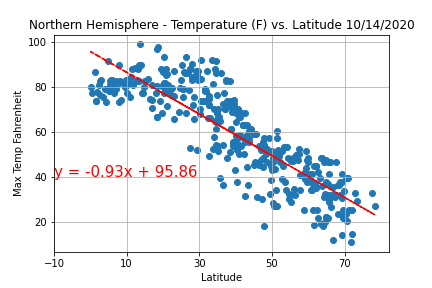 Northern Hemisphere - Temperature (F) vs. Latitude 10/14/2020
100
80
60
40
20
Max Temp Fahrenheit
y = -0.93x + 95.86
−10
10
30
50
70
Latitude